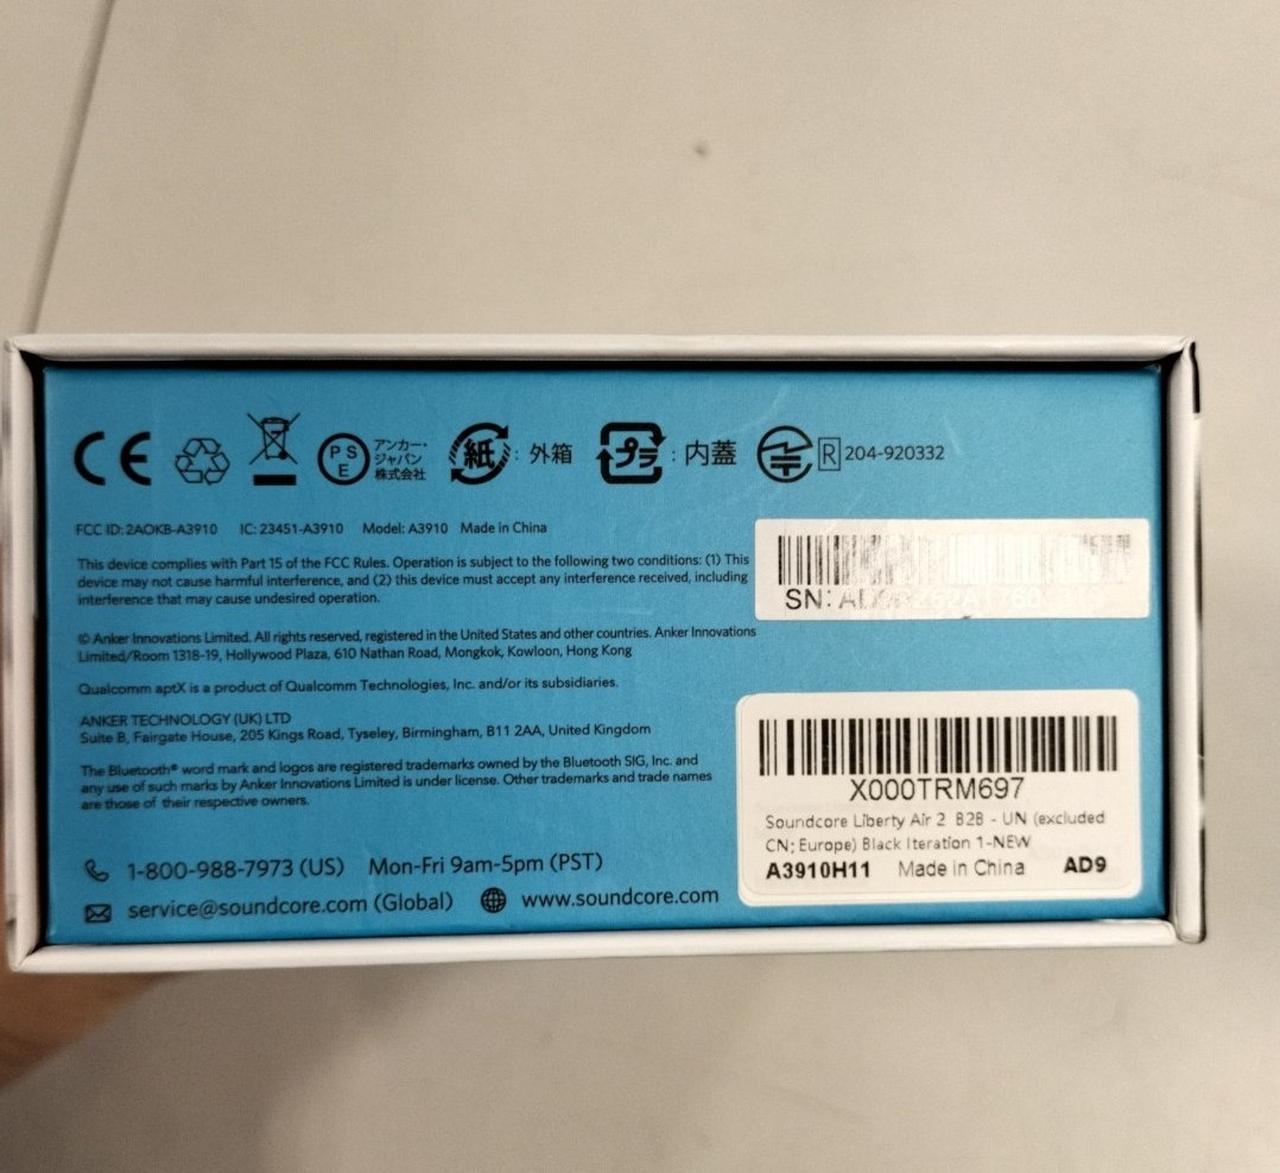 CE
PSE
アンカー・
ジャパン
株式会社
紙 : 外箱
プラ : 内蓋
R 204-920332
FCC ID: 2AOKB-A3910 IC: 23451-A3910 Model: A3910 Made in China
This device complies with Part 15 of the FCC Rules. Operation is subject to the following two conditions: (1) This
device may not cause harmful interference, and (2) this device must accept any interference received, including
interference that may cause undesired operation.
SN:
© Anker Innovations Limited. All rights reserved, registered in the United States and other countries. Anker Innovations
Limited/Room 1318-19, Hollywood Plaza, 610 Nathan Road, Mongkok, Kowloon, Hong Kong
Qualcomm aptX is a product of Qualcomm Technologies, Inc. and/or its subsidiaries.
ANKER TECHNOLOGY (UK) LTD
Suite B, Fairgate House, 205 Kings Road, Tyseley, Birmingham, B11 2AA, United Kingdom
The Bluetooth® word mark and logos are registered trademarks owned by the Bluetooth SIG, Inc. and
any use of such marks by Anker Innovations Limited is under license. Other trademarks and trade names
are those of their respective owners.
1-800-988-7973 (US) Mon-Fri 9am-5pm (PST)
service@soundcore.com (Global) www.soundcore.com
X000TRM697
Soundcore Liberty Air 2 B2B - UN (excluded
CN; Europe) Black Iteration 1-NEW
A3910H11 Made in China AD9